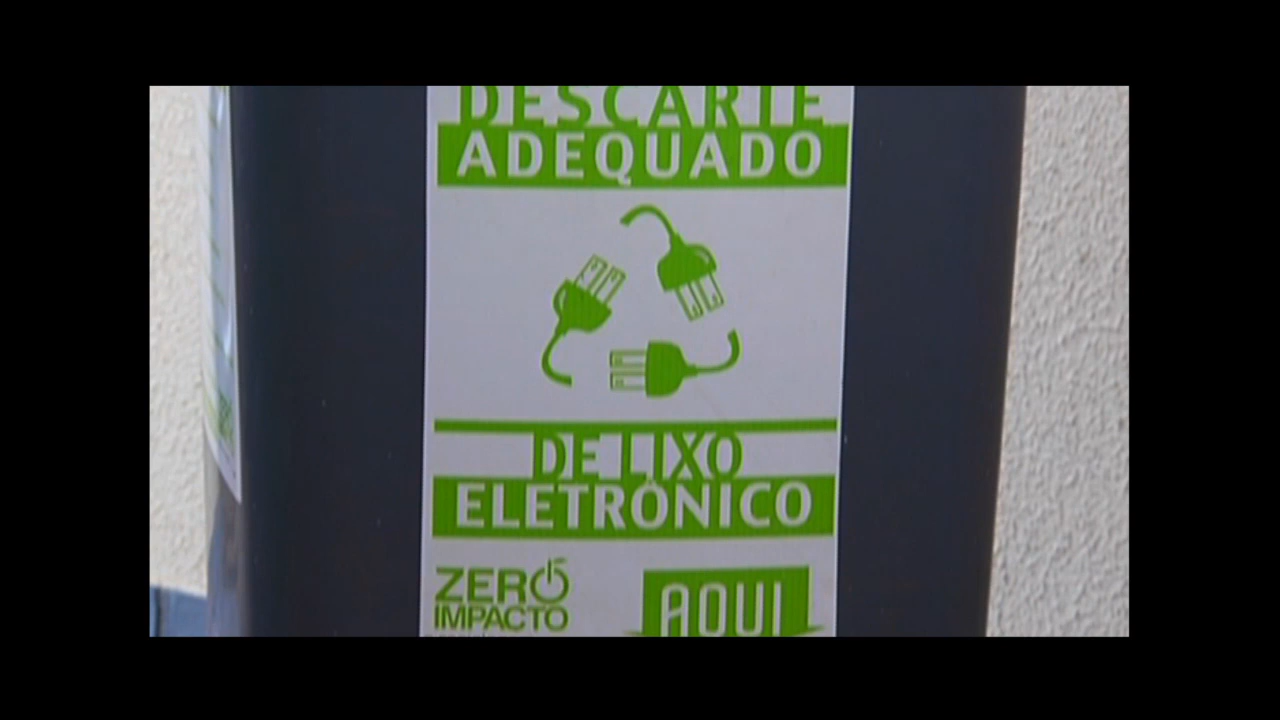 DESCARTE
ADEQUADO
DE LIXO
ELETRÔNICO
ZERO
IMPACTO
AQUI